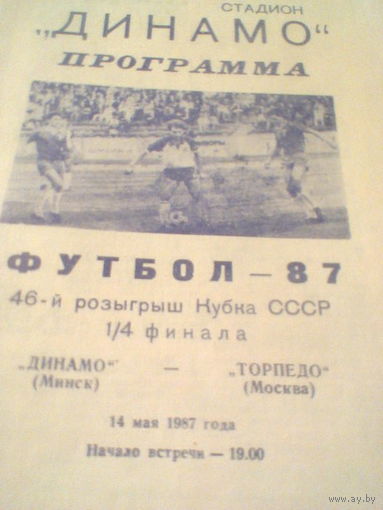 СТАДИОН
„ДИНАМО“
ПРОГРАММА
ФУТБОЛ — 87
46-й розыгрыш Кубка СССР
1/4 финала
„ДИНАМО“ — „ТОРПЕДО“
(Минск) (Москва)
14 мая 1987 года
Начало встречи — 19.00
www.ay.by